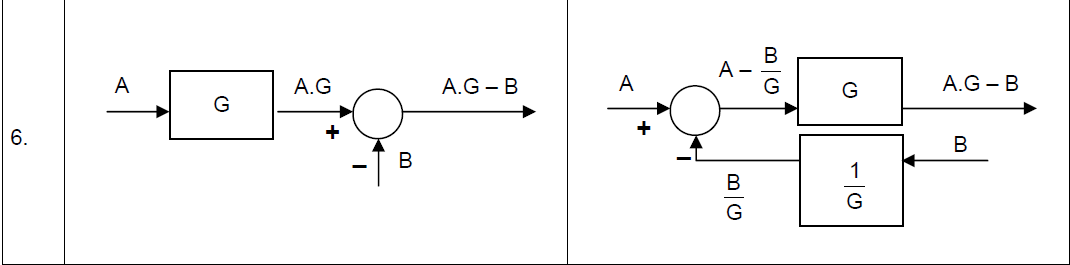 6.
A
G
A.G
+
–
B
A.G – B
A
+
–
A – B/G
G
A.G – B
B/G
1/G
B